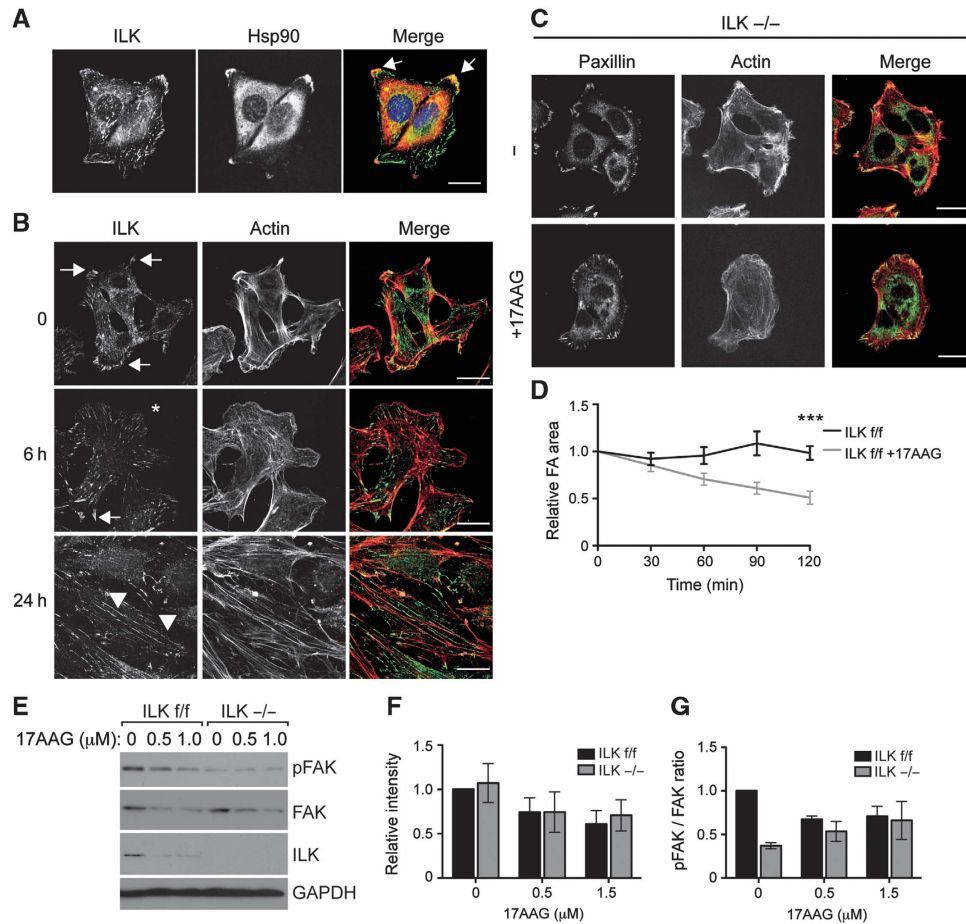 A
ILK Hsp90 Merge
B
ILK Actin Merge
0
*
6 h
24 h
C
ILK –/–
Paxillin Actin Merge
–
+17AAG
D
Relative FA area
1.5
1.0
0.5
0 30 60 90 120
Time (min)
***
ILK f/f
ILK f/f +17AAG
E
ILK f/f ILK –/–
17AAG (μM): 0 0.5 1.0 0 0.5 1.0
pFAK
FAK
ILK
GAPDH
F
Relative intensity
1.5
1.0
0.5
0
ILK f/f
ILK –/–
0 0.5 1.5
17AAG (μM)
G
pFAK / FAK ratio
1.5
1.0
0.5
0
ILK f/f
ILK –/–
0 0.5 1.5
17AAG (μM)